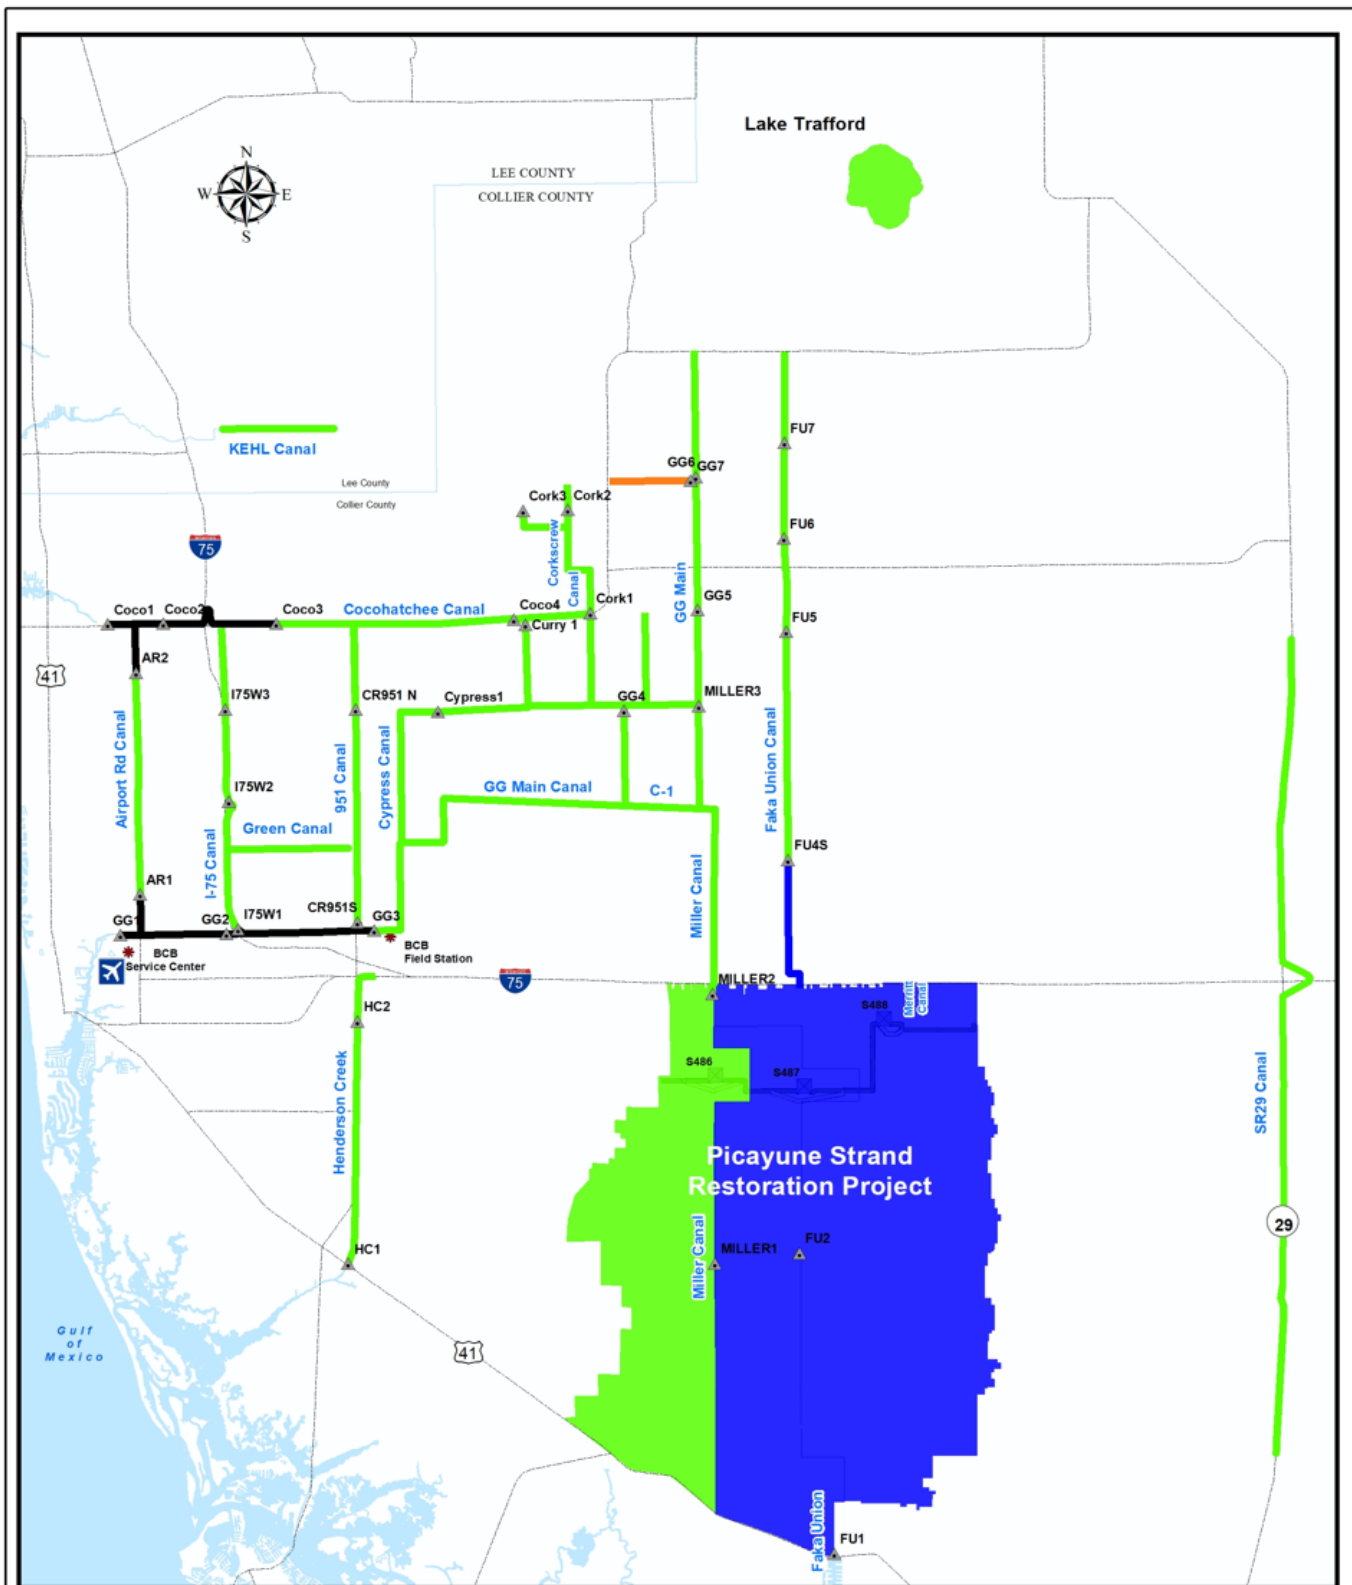 Lake Trafford
N
W
E
S
LEE COUNTY
COLLIER COUNTY
KEHL Canal
Lee County
Collier County
FU7
GG6
GG7
Cork3
Cork2
FU6
75
Corkscrew
Canal
GG Main
Coco1
Coco2
Coco3
Cocohatchee Canal
Coco4
Cork1
Curry 1
GG5
FU5
AR2
41
I75W3
CR951 N
Cypress1
GG4
MILLER3
Airport Rd Canal
951 Canal
Cypress Canal
Faka Union Canal
I75W2
GG Main Canal
C-1
Green Canal
I-75 Canal
FU4S
Miller Canal
AR1
GG1
GG2
I75W1
CR951S
GG3
BCB
Service Center
BCB
Field Station
75
MILLER2
Merritt
Canal
HC2
S488
S486
S487
Henderson Creek
SR29 Canal
Picayune Strand
Restoration Project
29
HC1
Miller Canal
MILLER1
FU2
Gulf
of
Mexico
41
Faka Union
FU1